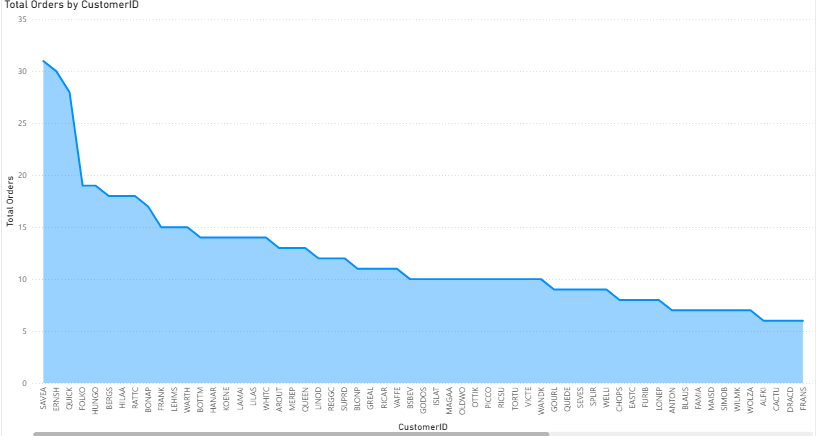 Total Orders by CustomerID
35
30
25
20
15
10
5
0
Total Orders
SAVEA
ERNSH
QUICK
FOLKO
HUNGO
BERGS
HILAA
RATTC
BONAP
FRANK
LEHMS
WARTH
BOTTM
HANAR
KOENE
LAMAI
LILAS
WHITC
AROUT
MEREP
QUEEN
LINOD
REGGC
SUPRD
BLONP
GREAL
RICAR
VAFFE
BSBEV
GODOS
ISLAT
MAGAA
OLDWO
OTTIK
PICCO
RICSU
TORTU
VICTE
WANDK
GOURL
QUEDE
SEVES
SPLIR
WELLI
CHOPS
EASTC
FURIB
LONEP
ANTON
BLAUS
FAMIA
MAISD
SIMOB
WILMK
WOLZA
ALFKI
CACTU
DRACD
FRANS
CustomerID